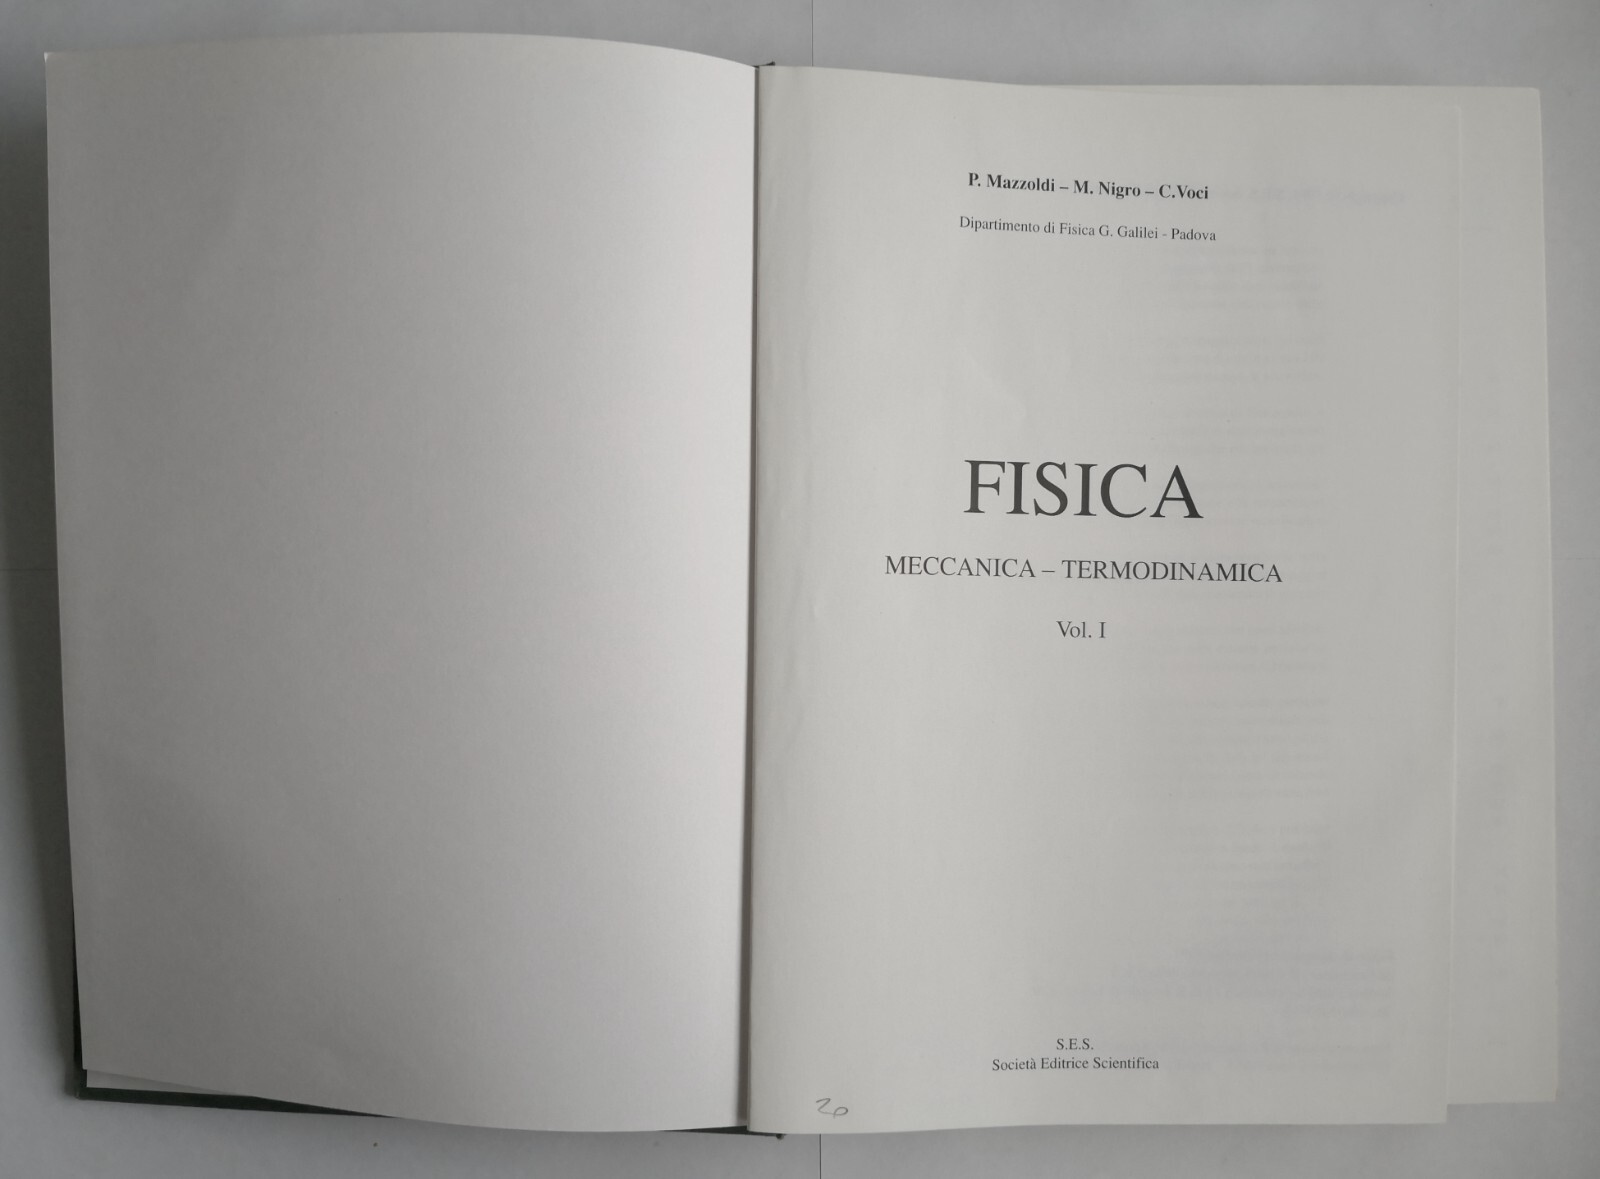 P. Mazzoldi – M. Nigro – C.Voci
Dipartimento di Fisica G. Galilei - Padova
FISICA
MECCANICA – TERMODINAMICA
Vol. I
S.E.S.
Società Editrice Scientifica
20